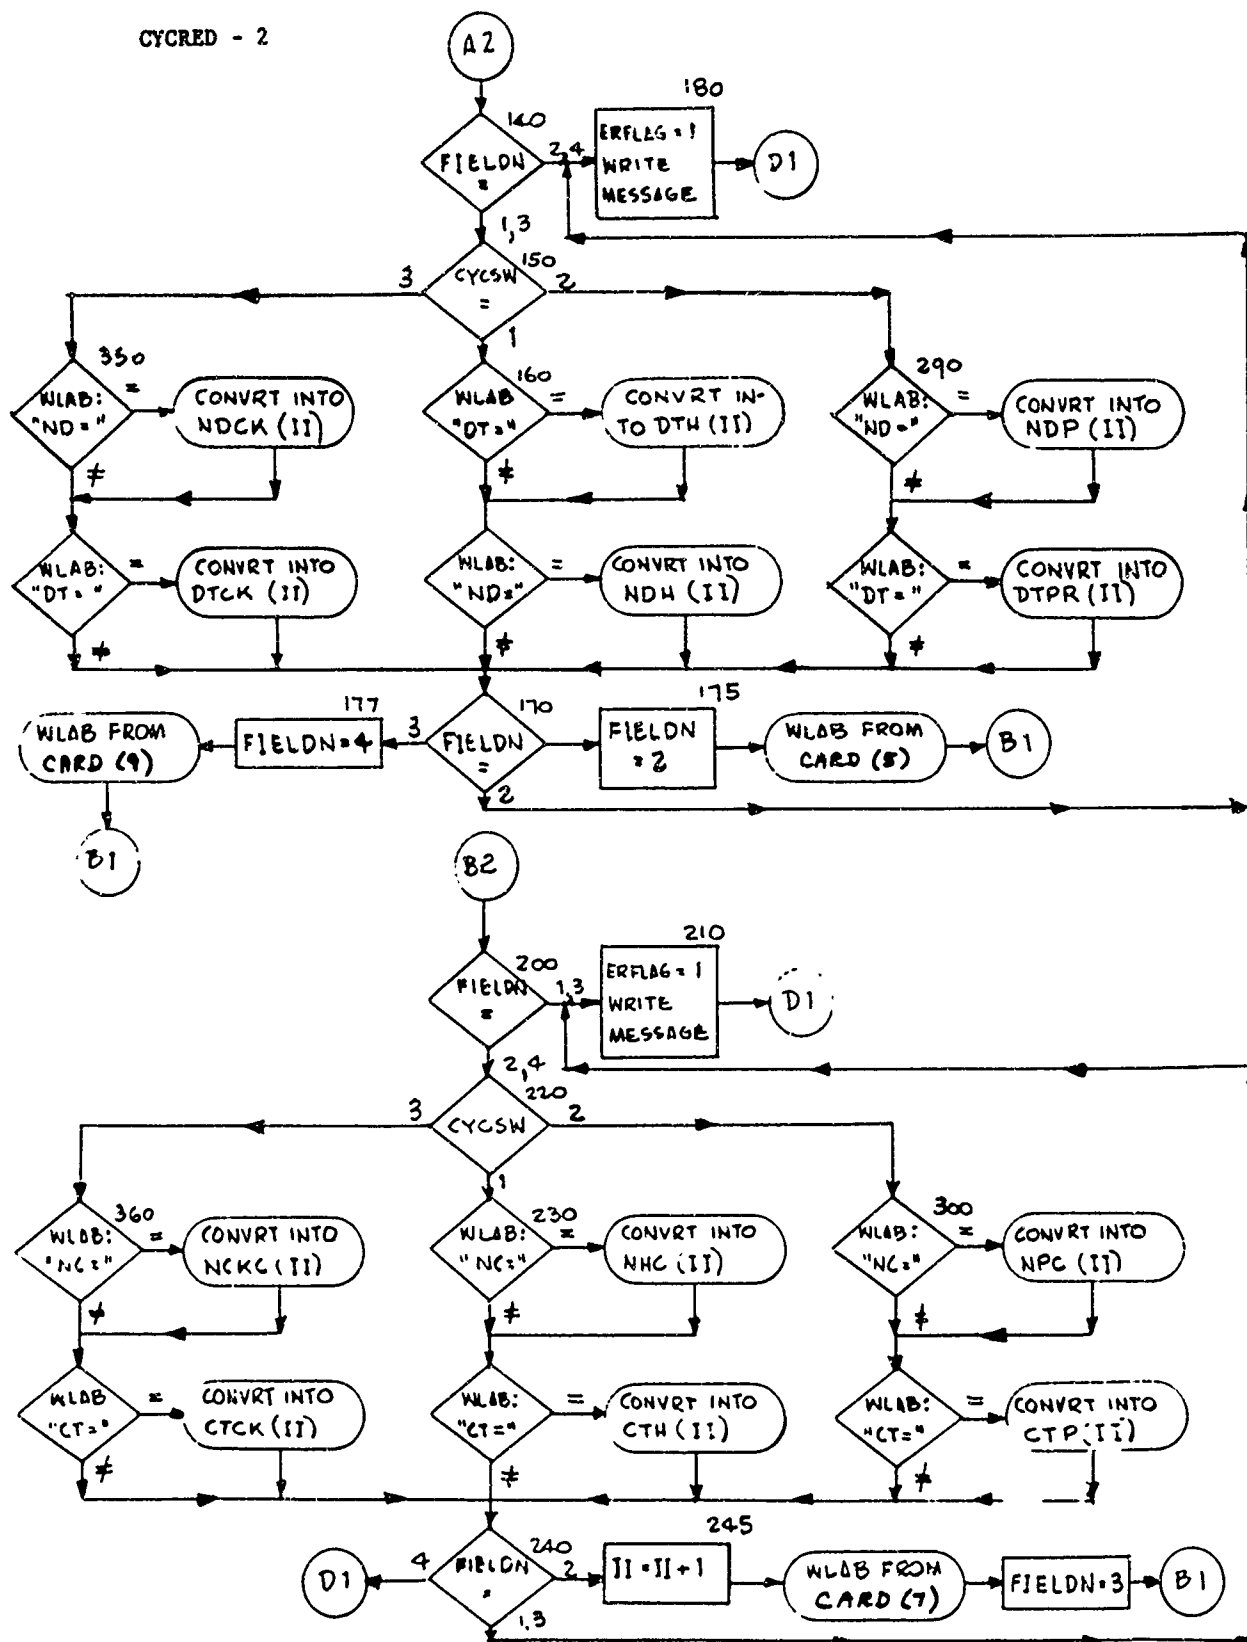 CYCRED - 2
A2
140
FIELDN
=
2,4
180
ERFLAG = 1
WRITE
MESSAGE
D1
1,3
150
CYCSW
=
3
2
1
350
WLAB:
"ND="
=
≠
CONVRT INTO
NDCK (II)
160
WLAB
"DT="
=
≠
CONVRT IN-
TO DTH (II)
290
WLAB:
"ND="
=
≠
CONVRT INTO
NDP (II)
WLAB:
"DT="
=
≠
CONVRT INTO
DTCK (II)
WLAB:
"ND="
=
≠
CONVRT INTO
NDH (II)
WLAB:
"DT="
=
≠
CONVRT INTO
DTPR (II)
WLAB FROM
CARD (9)
177
FIELDN=4
3
170
FIELDN
=
2
175
FIELDN
= 2
WLAB FROM
CARD (5)
B1
B1
B2
200
FIELDN
=
1,3
210
ERFLAG = 1
WRITE
MESSAGE
D1
2,4
220
CYCSW
3
2
1
360
WLAB:
"NC="
=
≠
CONVRT INTO
NCKC (II)
230
WLAB:
"NC="
=
≠
CONVRT INTO
NHC (II)
300
WLAB:
"NC="
=
≠
CONVRT INTO
NPC (II)
WLAB
"CT="
=
≠
CONVRT INTO
CTCK (II)
WLAB:
"CT="
=
≠
CONVRT INTO
CTH (II)
WLAB:
"CT="
=
≠
CONVRT INTO
CTP (II)
D1
4
240
FIELDN
=
2
1,3
245
II = II + 1
WLAB FROM
CARD (7)
FIELDN=3
B1